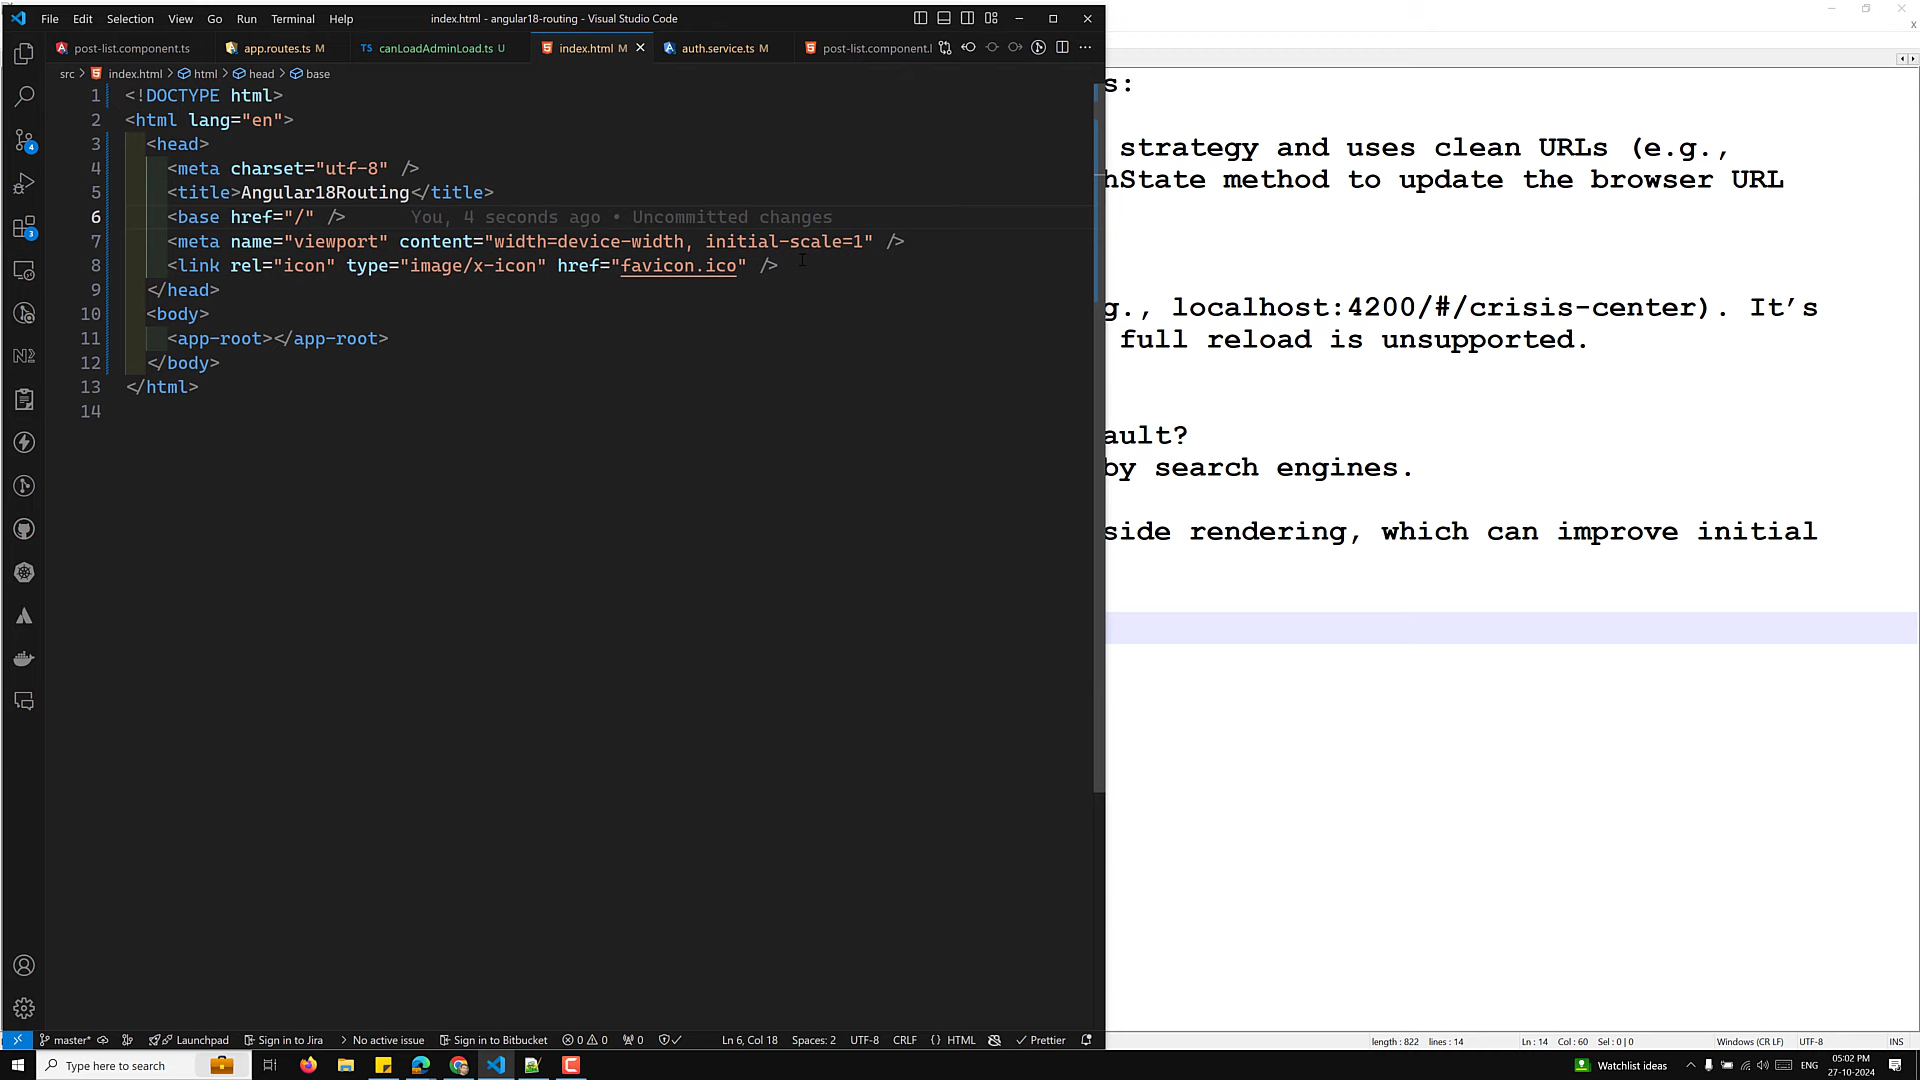 File Edit Selection View Go Run Terminal Help
index.html - angular18-routing - Visual Studio Code
post-list.component.ts app.routes.ts M TS canLoadAdminLoad.ts U index.html M auth.service.ts M post-list.component.l
src > index.html > html > head > base
1 <!DOCTYPE html>
2 <html lang="en">
3 <head>
4 <meta charset="utf-8" />
5 <title>Angular18Routing</title>
6 <base href="/" /> You, 4 seconds ago • Uncommitted changes
7 <meta name="viewport" content="width=device-width, initial-scale=1" />
8 <link rel="icon" type="image/x-icon" href="favicon.ico" />
9 </head>
10 <body>
11 <app-root></app-root>
12 </body>
13 </html>
14
4
3
s:
strategy and uses clean URLs (e.g.,
hState method to update the browser URL
g., localhost:4200/#/crisis-center). It’s
full reload is unsupported.
ault?
by search engines.
side rendering, which can improve initial
master* Launchpad Sign in to Jira No active issue Sign in to Bitbucket 0 0 0 Ln 6, Col 18 Spaces: 2 UTF-8 CRLF {} HTML Prettier
length : 822 lines : 14 Ln : 14 Col : 60 Sel : 0 | 0 Windows (CR LF) UTF-8 INS
Type here to search
Watchlist ideas ENG 05:02 PM
27-10-2024